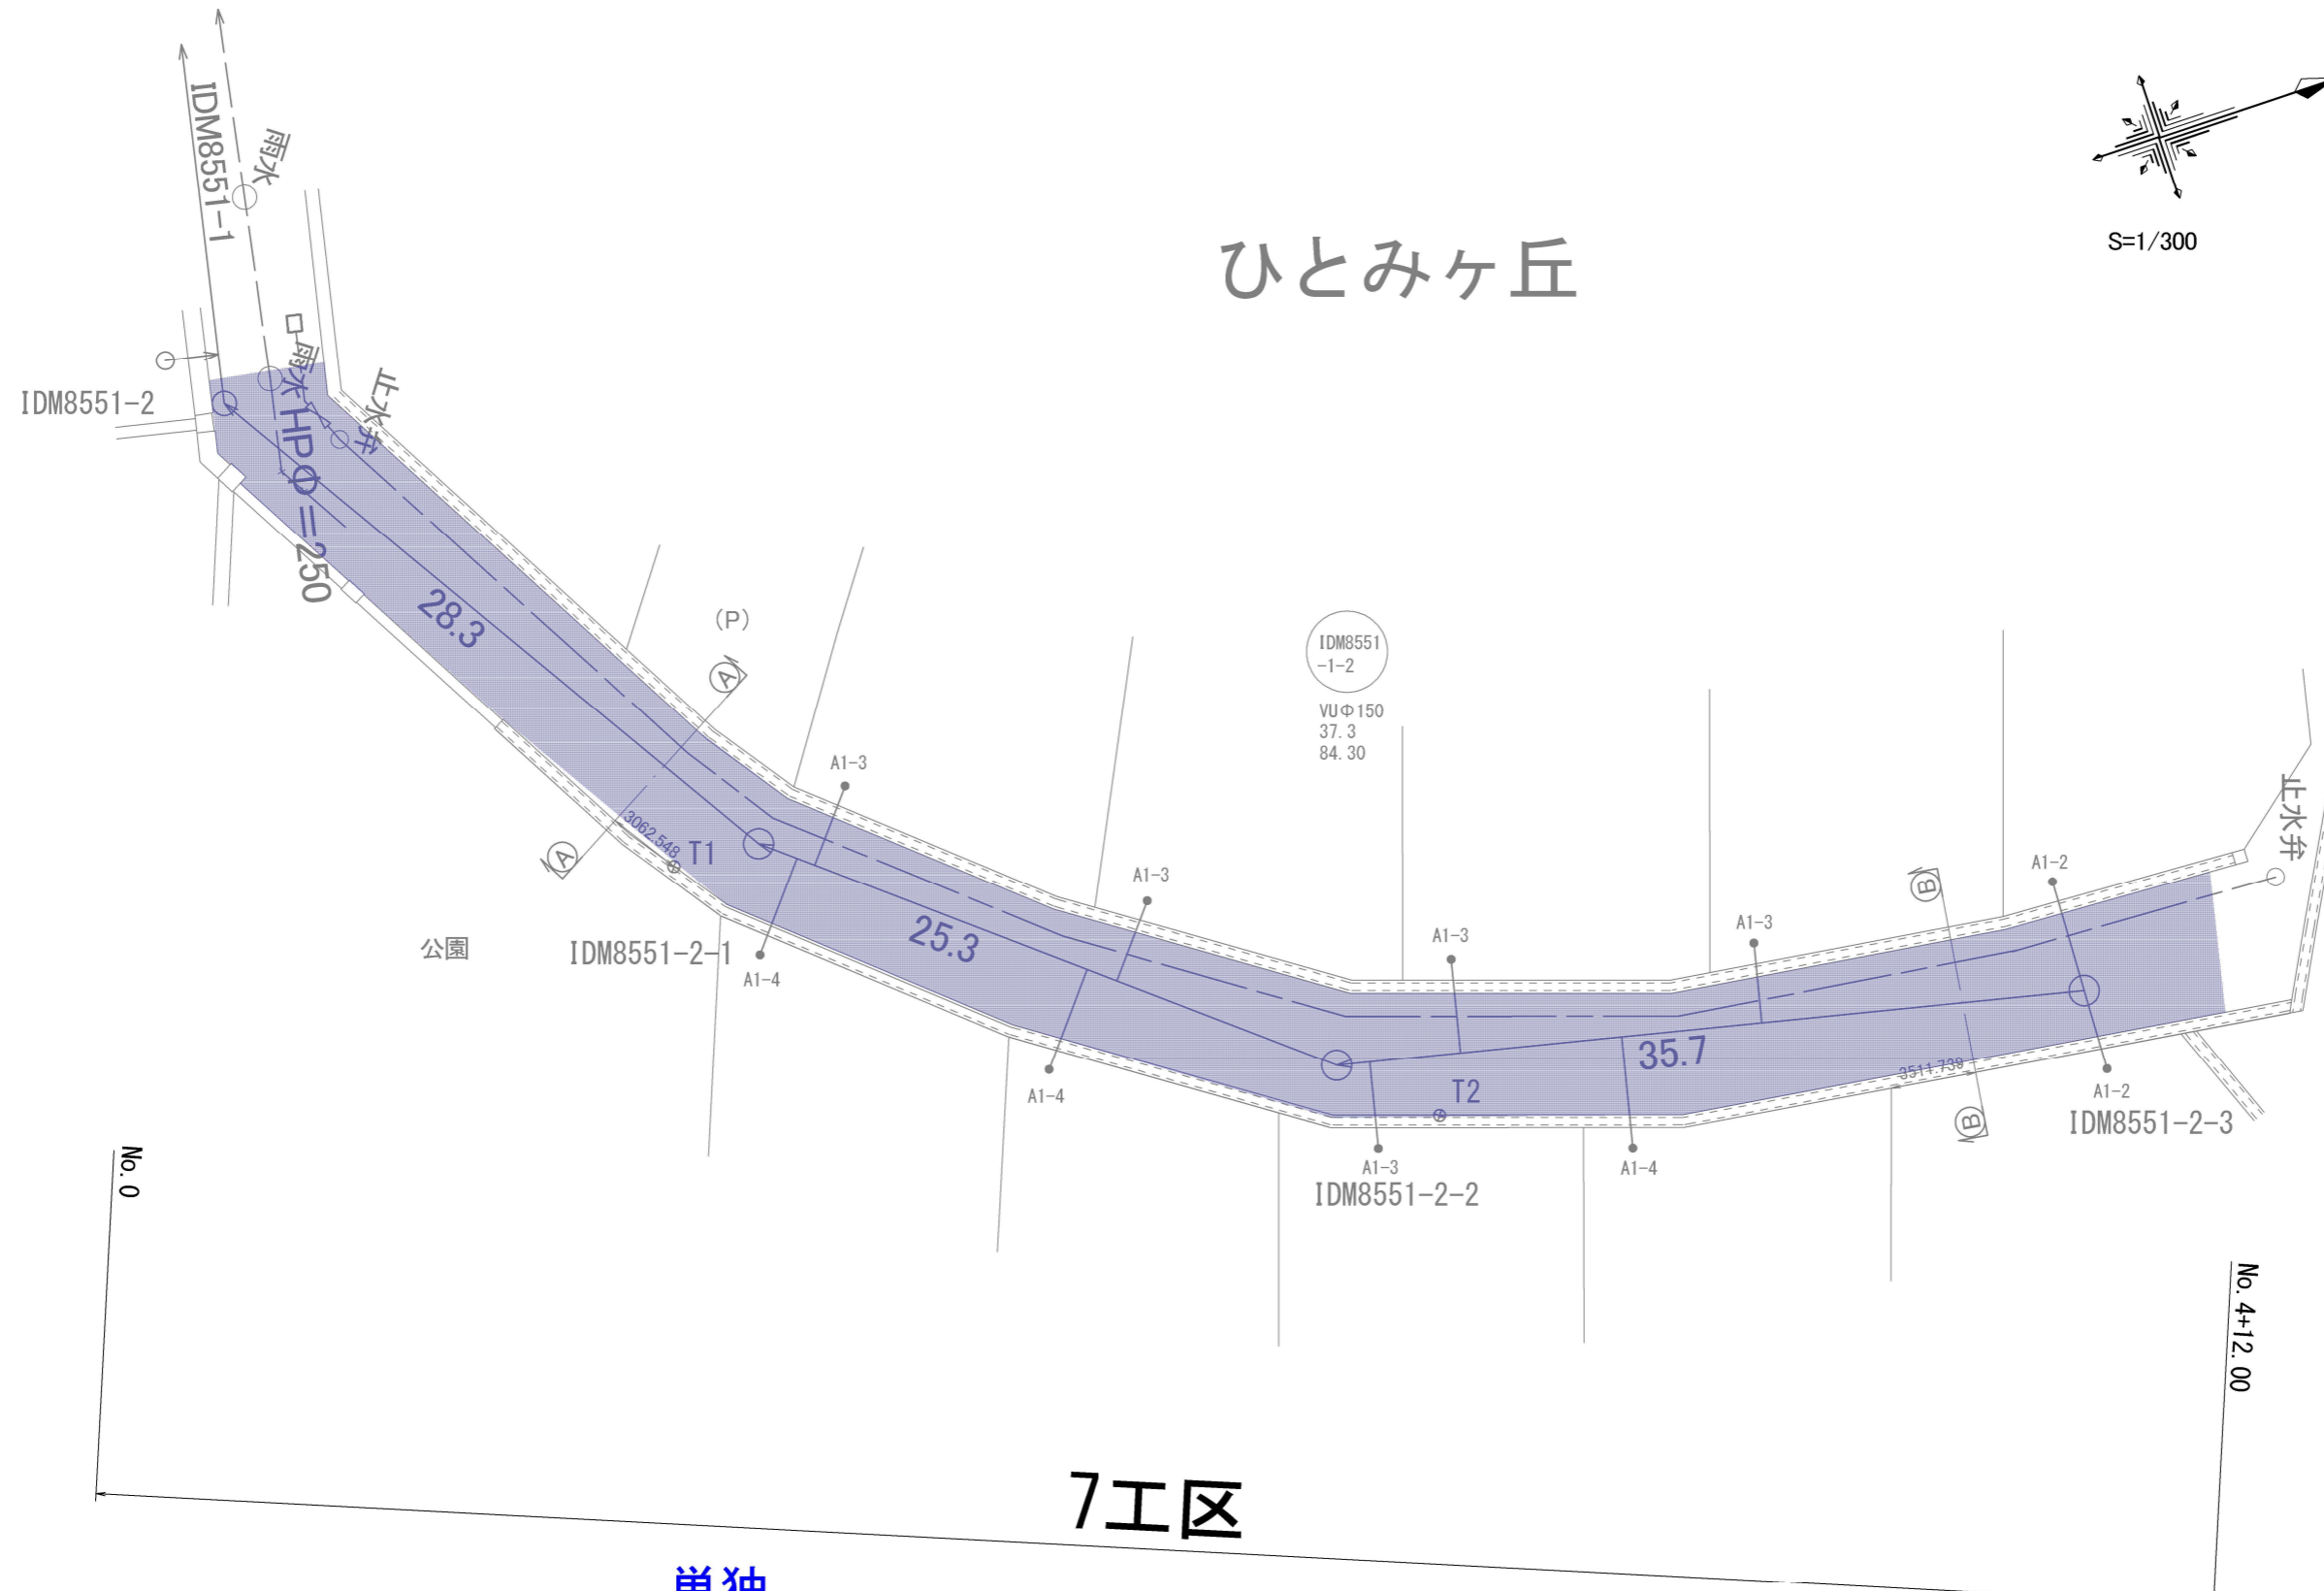 IDM8551-1
雨水
S=1/300
ひとみヶ丘
雨水HPΦ=250
止水弁
IDM8551-2
28.3
(P)
A
IDM8551
-1-2
VUΦ150
37.3
84.30
A1-3
3062.548
T1
A
止水弁
A1-3
A1-2
B
公園
IDM8551-2-1
25.3
A1-4
A1-3
A1-3
35.7
3511.739
T2
A1-4
A1-2
B
IDM8551-2-3
A1-3
A1-4
IDM8551-2-2
No.0
No.4+12.00
7工区
単独